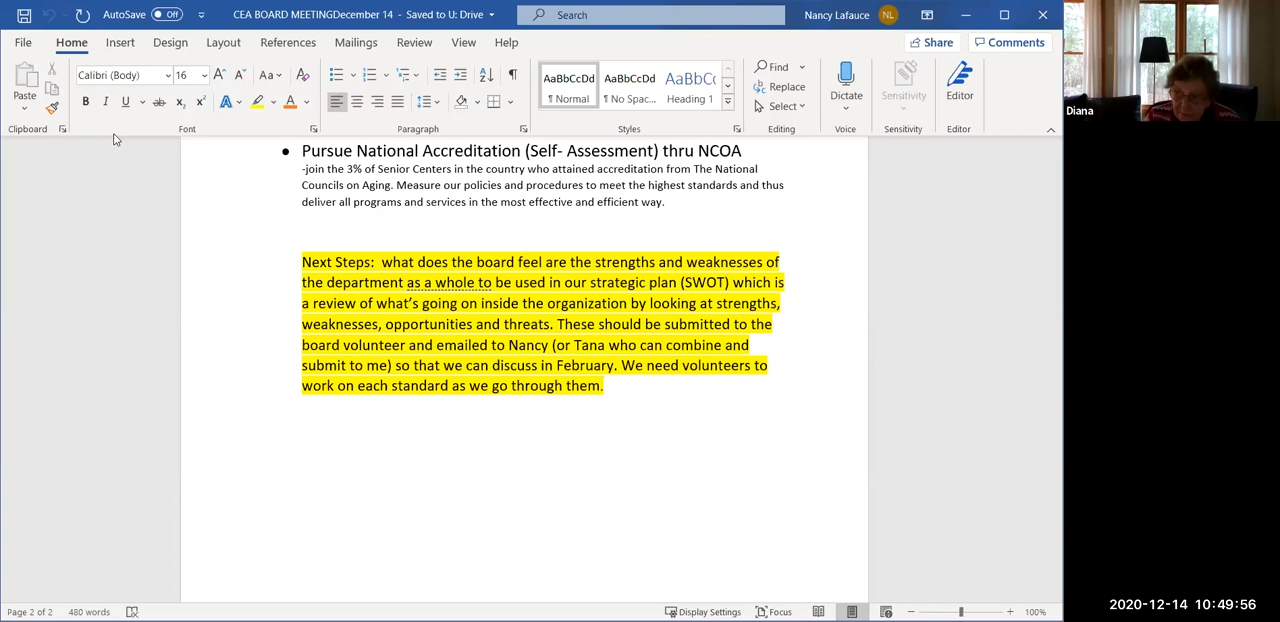 AutoSave Off CEA BOARD MEETINGDecember 14 - Saved to U: Drive Search Nancy Lafauce NL
File Home Insert Design Layout References Mailings Review View Help Share Comments
Calibri (Body) 16 Aa A ab x₂ x² A A
B I U
Paste
AaBbCcDd AaBbCcDd AaBbC
¶ Normal ¶ No Spac... Heading 1
Find
Replace
Select
Dictate Sensitivity Editor
Clipboard Font Paragraph Styles Editing Voice Sensitivity Editor
Diana
• Pursue National Accreditation (Self- Assessment) thru NCOA
-join the 3% of Senior Centers in the country who attained accreditation from The National
Councils on Aging. Measure our policies and procedures to meet the highest standards and thus
deliver all programs and services in the most effective and efficient way.
Next Steps:  what does the board feel are the strengths and weaknesses of
the department as a whole to be used in our strategic plan (SWOT) which is
a review of what's going on inside the organization by looking at strengths,
weaknesses, opportunities and threats. These should be submitted to the
board volunteer and emailed to Nancy (or Tana who can combine and
submit to me) so that we can discuss in February. We need volunteers to
work on each standard as we go through them.
Page 2 of 2 480 words Display Settings Focus 100%
2020-12-14 10:49:56